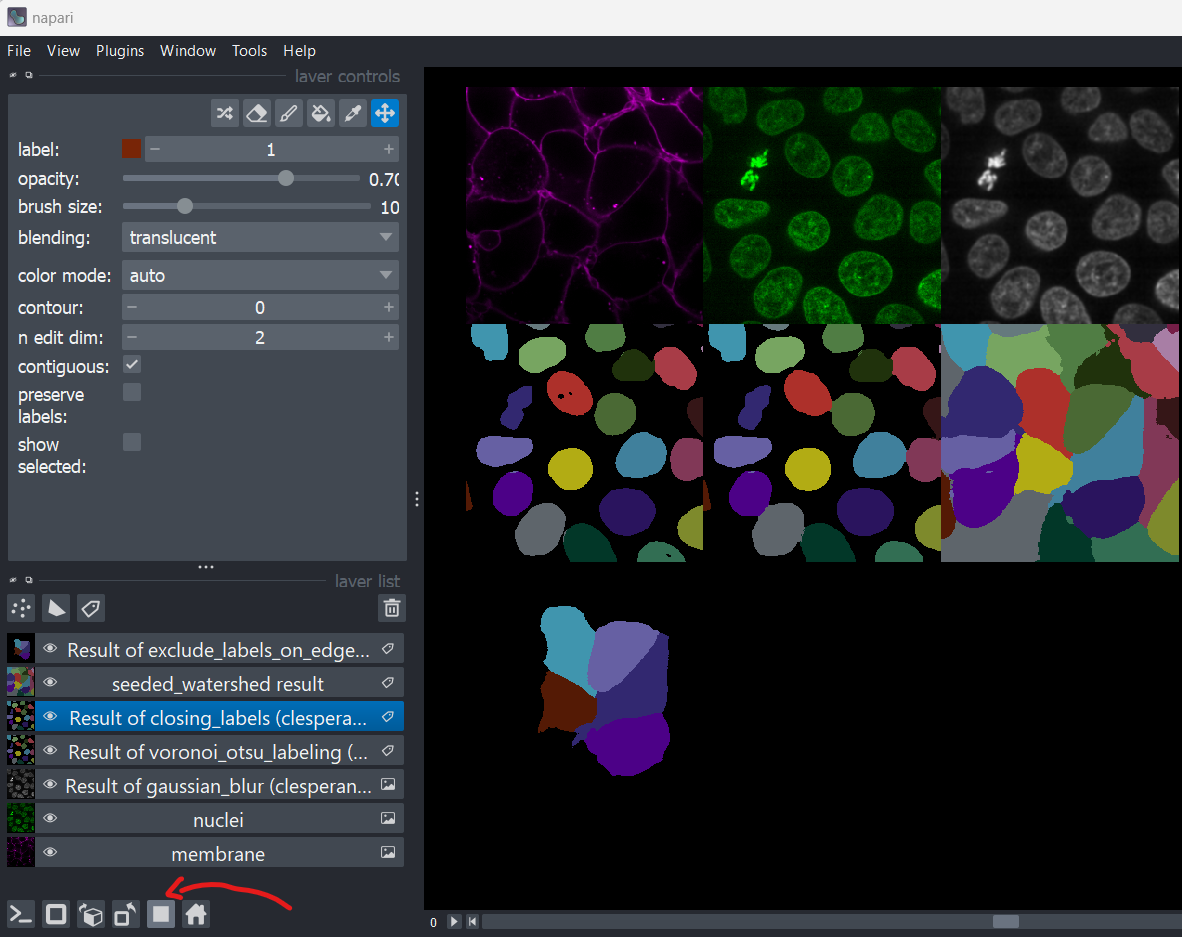 napari
File View Plugins Window Tools Help
layer controls
label: 1
opacity: 0.70
brush size: 10
blending: translucent
color mode: auto
contour: 0
n edit dim: 2
contiguous:
preserve labels:
show selected:
layer list
Result of exclude_labels_on_edge...
seeded_watershed result
Result of closing_labels (clespera...
Result of voronoi_otsu_labeling (...
Result of gaussian_blur (clesperan...
nuclei
membrane
0